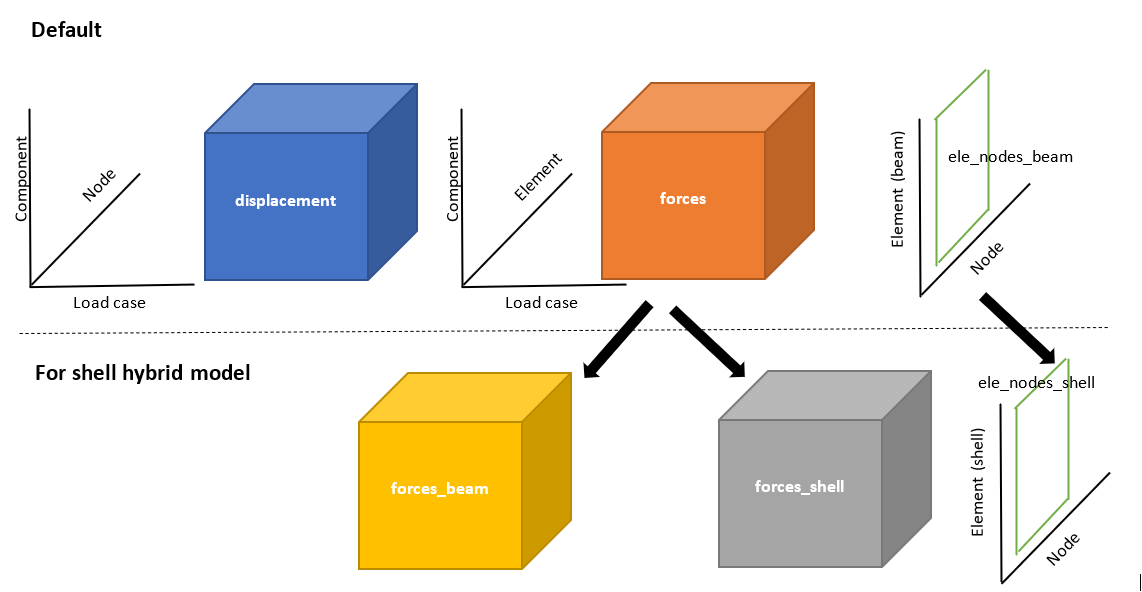 Default
Component
Node
Load case
displacement
Component
Element
Load case
forces
Element (beam)
ele_nodes_beam
Node
For shell hybrid model
forces_beam
forces_shell
ele_nodes_shell
Element (shell)
Node